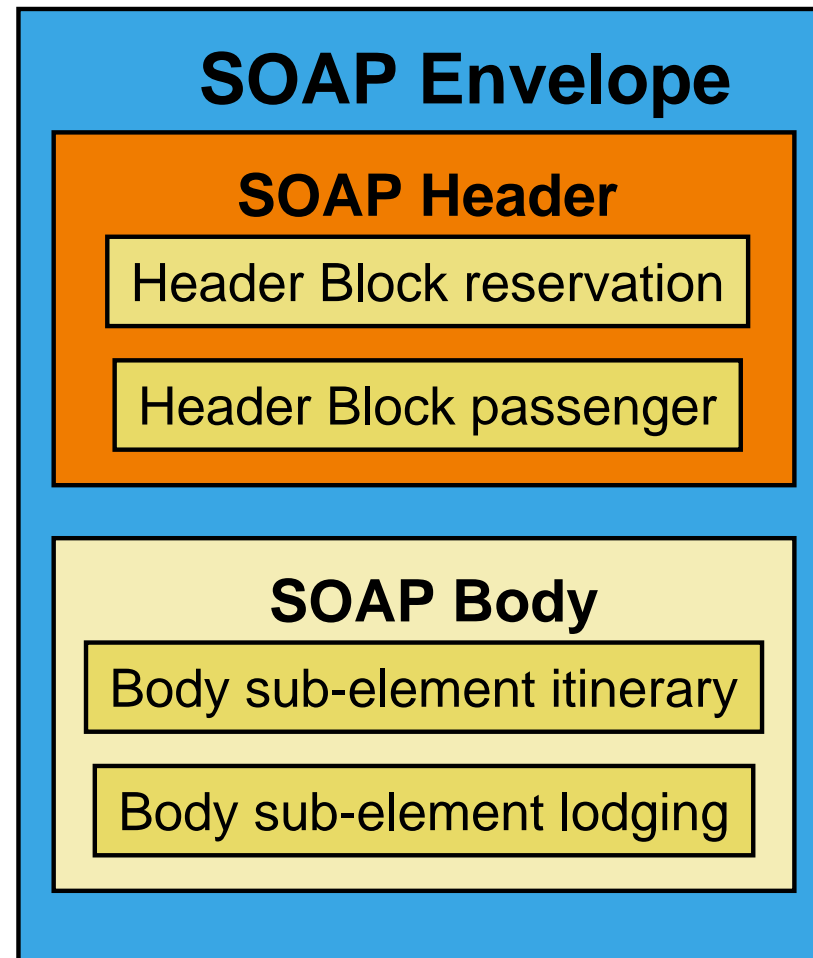 SOAP Envelope
SOAP Header
Header Block reservation
Header Block passenger
SOAP Body
Body sub-element itinerary
Body sub-element lodging